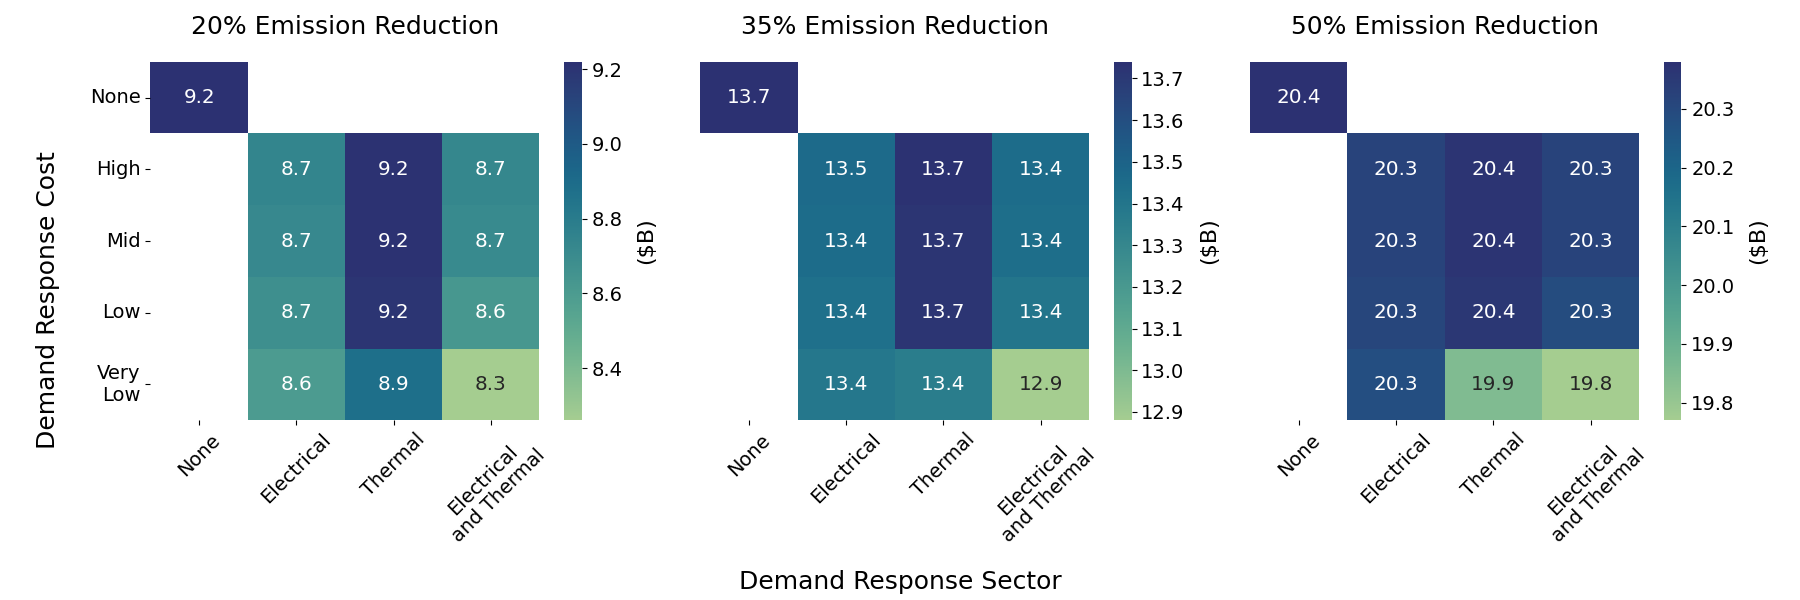 20% Emission Reduction
35% Emission Reduction
50% Emission Reduction
Demand Response Cost
None
High
Mid
Low
Very
Low
9.2
8.7 9.2 8.7
8.7 9.2 8.7
8.7 9.2 8.6
8.6 8.9 8.3
None
Electrical
Thermal
Electrical
and Thermal
9.2
9.0
8.8
8.6
8.4
($B)
13.7
13.5 13.7 13.4
13.4 13.7 13.4
13.4 13.7 13.4
13.4 13.4 12.9
None
Electrical
Thermal
Electrical
and Thermal
13.7
13.6
13.5
13.4
13.3
13.2
13.1
13.0
12.9
($B)
20.4
20.3 20.4 20.3
20.3 20.4 20.3
20.3 20.4 20.3
20.3 19.9 19.8
None
Electrical
Thermal
Electrical
and Thermal
20.3
20.2
20.1
20.0
19.9
19.8
($B)
Demand Response Sector